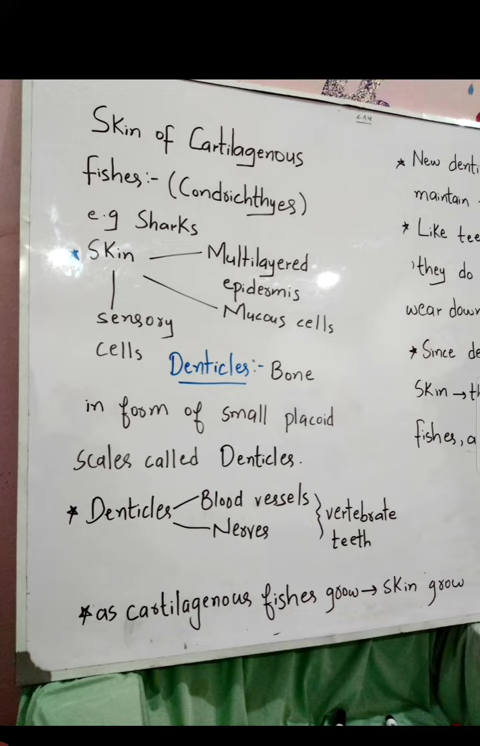 Skin of Cartilagenous
fishes:- (Condoichthyes)
e.g Sharks
* Skin — Multilayered
epidermis
Mucous cells
sensory
cells
Denticles:- Bone
in form of small placoid
scales called Denticles.
* Denticles Blood vessels
Nerves
} vertebrate
teeth
* as cartilagenous fishes grow → skin grow
* New denti
maintain
* Like tee
they do
wear down
* Since de
Skin → th
fishes, a